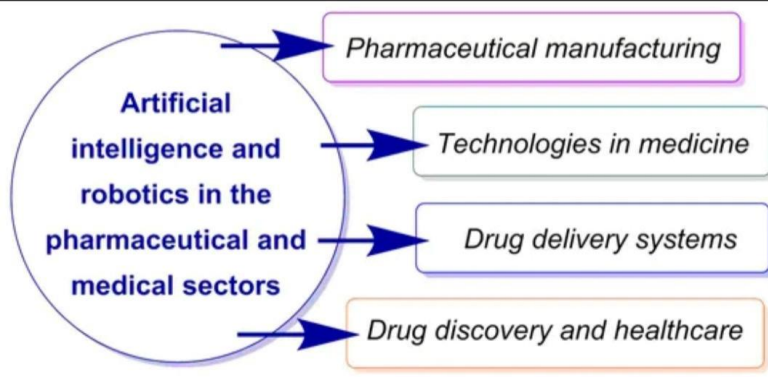 Artificial
intelligence and
robotics in the
pharmaceutical and
medical sectors
Pharmaceutical manufacturing
Technologies in medicine
Drug delivery systems
Drug discovery and healthcare